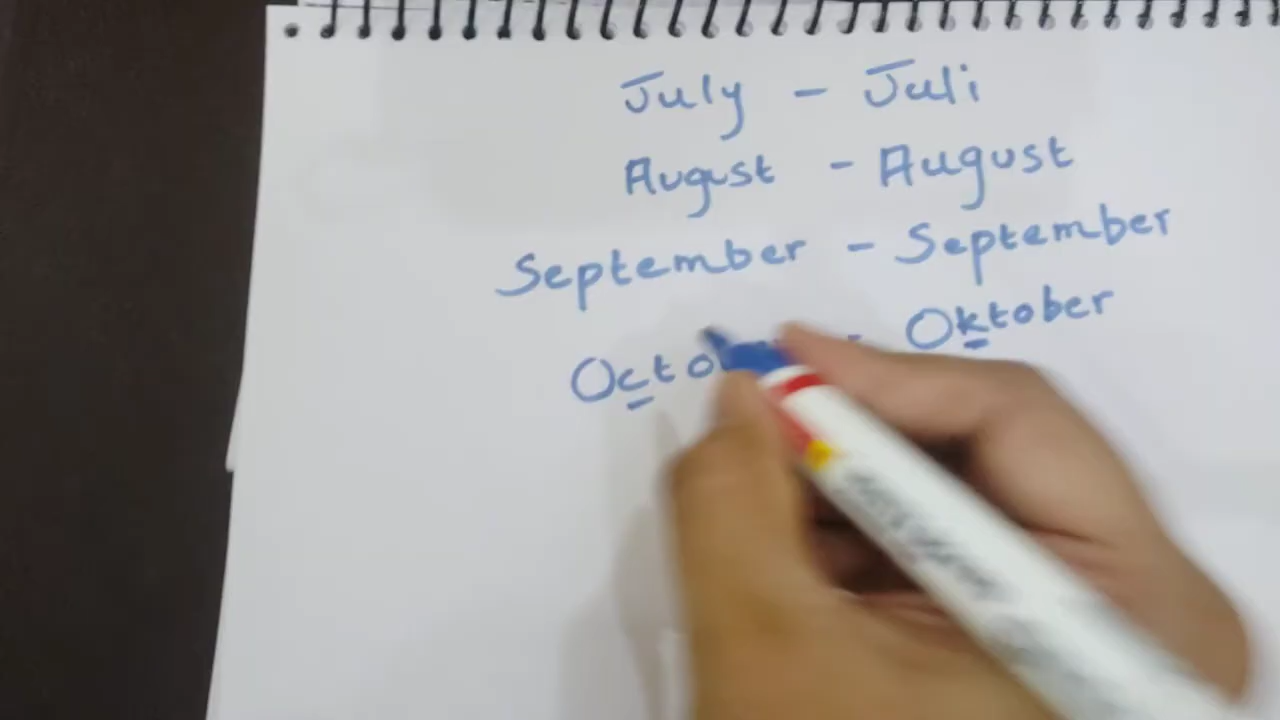 July - Juli
August - August
September - September
Octo - Oktober